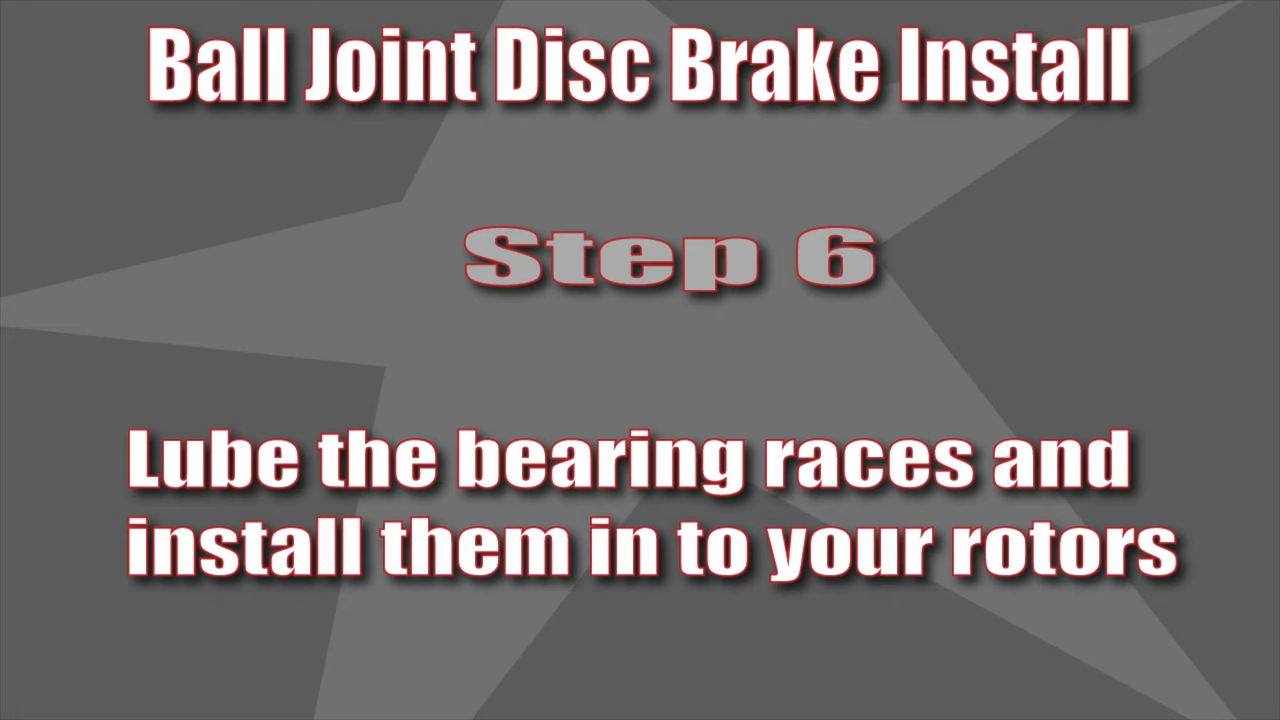 Ball Joint Disc Brake Install
Step 6
Lube the bearing races and
install them in to your rotors